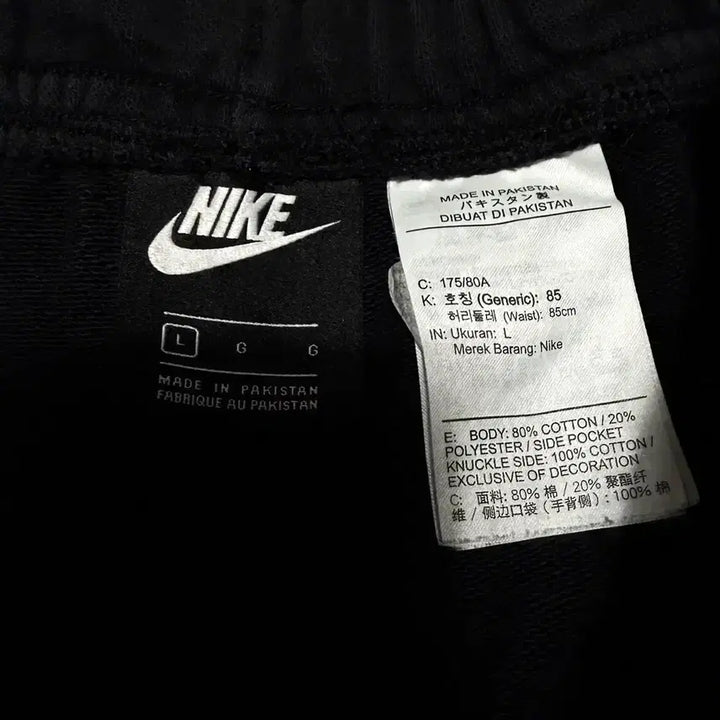 NIKE
L G G
MADE IN PAKISTAN
FABRIQUE AU PAKISTAN
MADE IN PAKISTAN
パキスタン製
DIBUAT DI PAKISTAN
C: 175/80A
K: 호칭 (Generic): 85
허리둘레 (Waist): 85cm
IN: Ukuran: L
Merek Barang: Nike
E: BODY: 80% COTTON / 20%
POLYESTER / SIDE POCKET
KNUCKLE SIDE: 100% COTTON /
EXCLUSIVE OF DECORATION
C: 面料: 80% 棉 / 20% 聚酯纤
维 / 侧边口袋 (手背侧) : 100% 棉